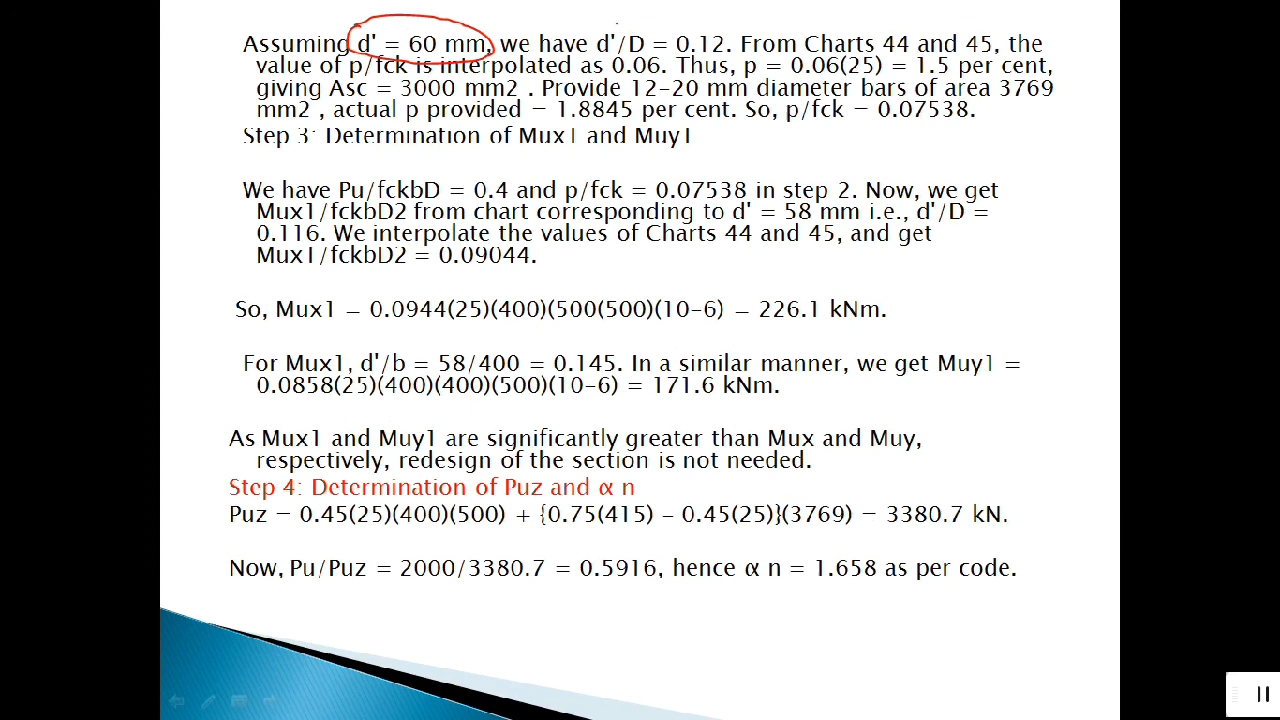 Assuming d' = 60 mm, we have d'/D = 0.12. From Charts 44 and 45, the
value of p/fck is interpolated as 0.06. Thus, p = 0.06(25) = 1.5 per cent,
giving Asc = 3000 mm2 . Provide 12-20 mm diameter bars of area 3769
mm2 , actual p provided = 1.8845 per cent. So, p/fck = 0.07538.
Step 3: Determination of Mux1 and Muy1
We have Pu/fckbD = 0.4 and p/fck = 0.07538 in step 2. Now, we get
Mux1/fckbD2 from chart corresponding to d' = 58 mm i.e., d'/D =
0.116. We interpolate the values of Charts 44 and 45, and get
Mux1/fckbD2 = 0.09044.
So, Mux1 = 0.0944(25)(400)(500(500)(10-6) = 226.1 kNm.
For Mux1, d'/b = 58/400 = 0.145. In a similar manner, we get Muy1 =
0.0858(25)(400)(400)(500)(10-6) = 171.6 kNm.
As Mux1 and Muy1 are significantly greater than Mux and Muy,
respectively, redesign of the section is not needed.
Step 4: Determination of Puz and α n
Puz = 0.45(25)(400)(500) + {0.75(415) - 0.45(25)}(3769) = 3380.7 kN.
Now, Pu/Puz = 2000/3380.7 = 0.5916, hence α n = 1.658 as per code.